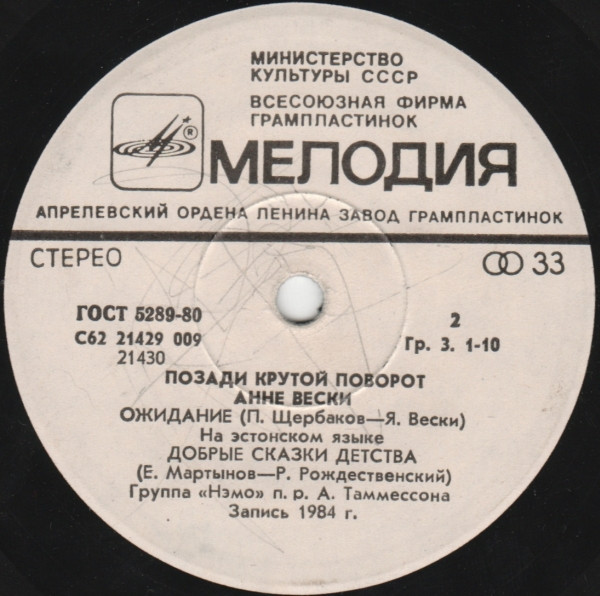 МИНИСТЕРСТВО
КУЛЬТУРЫ СССР
ВСЕСОЮЗНАЯ ФИРМА
ГРАМПЛАСТИНОК
®
МЕЛОДИЯ
АПРЕЛЕВСКИЙ ОРДЕНА ЛЕНИНА ЗАВОД ГРАМПЛАСТИНОК
СТЕРЕО
33
ГОСТ 5289-80
2
С62 21429 009
Гр. 3. 1-10
21430
ПОЗАДИ КРУТОЙ ПОВОРОТ
АННЕ ВЕСКИ
ОЖИДАНИЕ (П. Щербаков—Я. Вески)
На эстонском языке
ДОБРЫЕ СКАЗКИ ДЕТСТВА
(Е. Мартынов—Р. Рождественский)
Группа «Нэмо» п. р. А. Таммессона
Запись 1984 г.